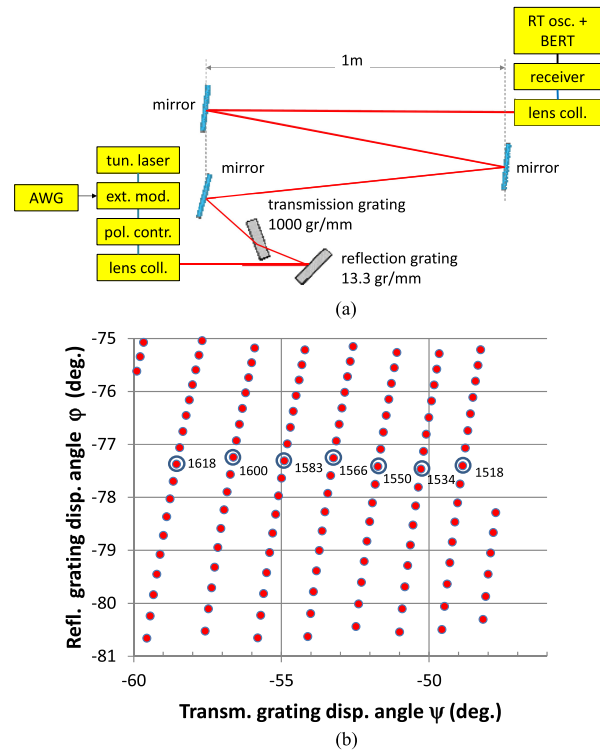 RT osc. +
BERT
1m
receiver
mirror
lens coll.
tun. laser
mirror
mirror
AWG
ext. mod.
transmission grating
1000 gr/mm
pol. contr.
reflection grating
lens coll.
13.3 gr/mm
(a)
-75
-76
-77
1618
1600
1583
1566
1550
1534
1518
-78
-79
-80
-81
Refl. grating disp. angle φ (deg.)
-60
-55
-50
Transm. grating disp. angle ψ (deg.)
(b)